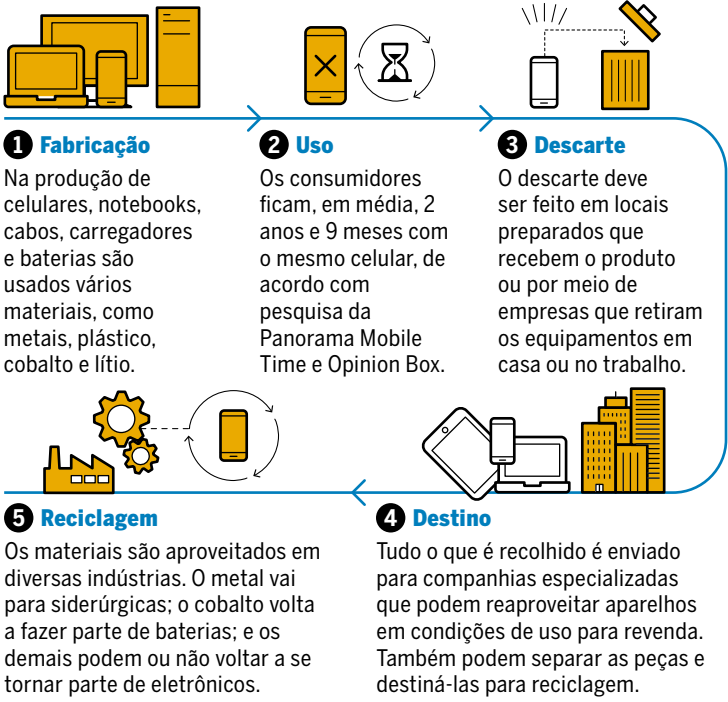 1 Fabricação
Na produção de
celulares, notebooks,
cabos, carregadores
e baterias são
usados vários
materiais, como
metais, plástico,
cobalto e lítio.
2 Uso
Os consumidores
ficam, em média, 2
anos e 9 meses com
o mesmo celular, de
acordo com
pesquisa da
Panorama Mobile
Time e Opinion Box.
3 Descarte
O descarte deve
ser feito em locais
preparados que
recebem o produto
ou por meio de
empresas que retiram
os equipamentos em
casa ou no trabalho.
4 Destino
Tudo o que é recolhido é enviado
para companhias especializadas
que podem reaproveitar aparelhos
em condições de uso para revenda.
Também podem separar as peças e
destiná-las para reciclagem.
5 Reciclagem
Os materiais são aproveitados em
diversas indústrias. O metal vai
para siderúrgicas; o cobalto volta
a fazer parte de baterias; e os
demais podem ou não voltar a se
tornar parte de eletrônicos.